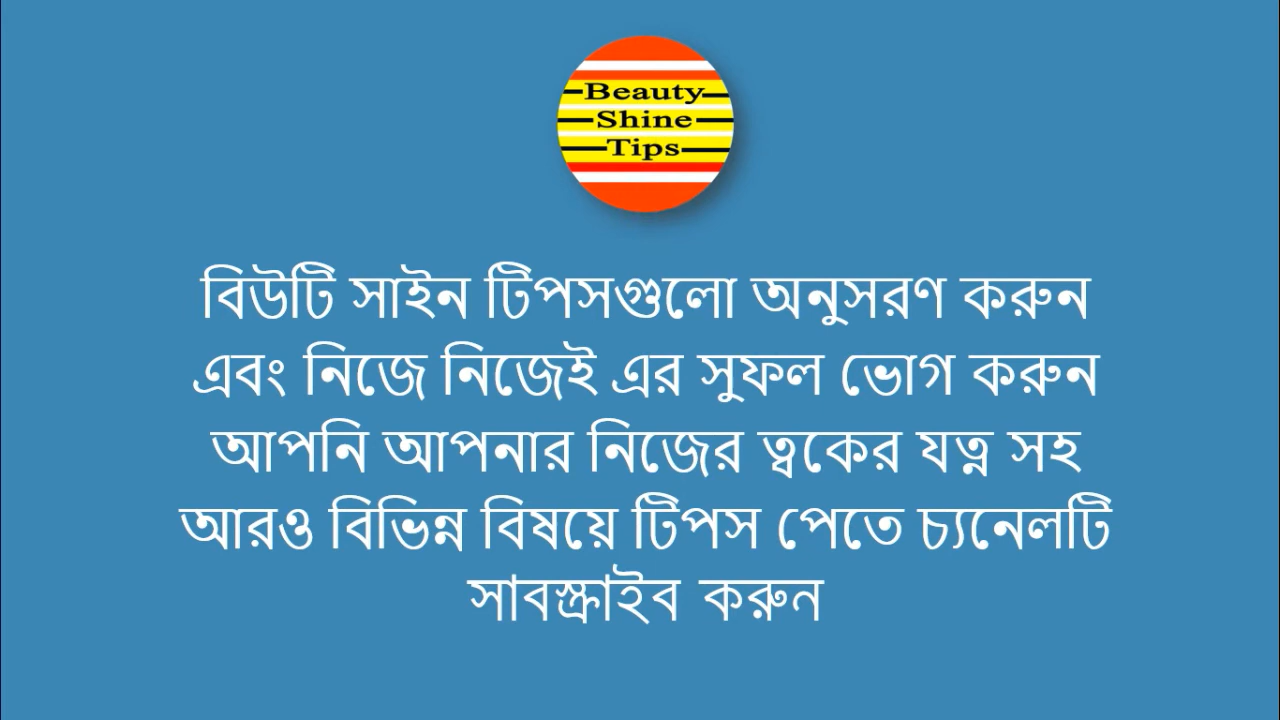 Beauty
Shine
Tips
বিউটি সাইন টিপসগুলো অনুসরণ করুন
এবং নিজে নিজেই এর সুফল ভোগ করুন
আপনি আপনার নিজের ত্বকের যত্ন সহ
আরও বিভিন্ন বিষয়ে টিপস পেতে চ্যনেলটি
সাবস্ক্রাইব করুন